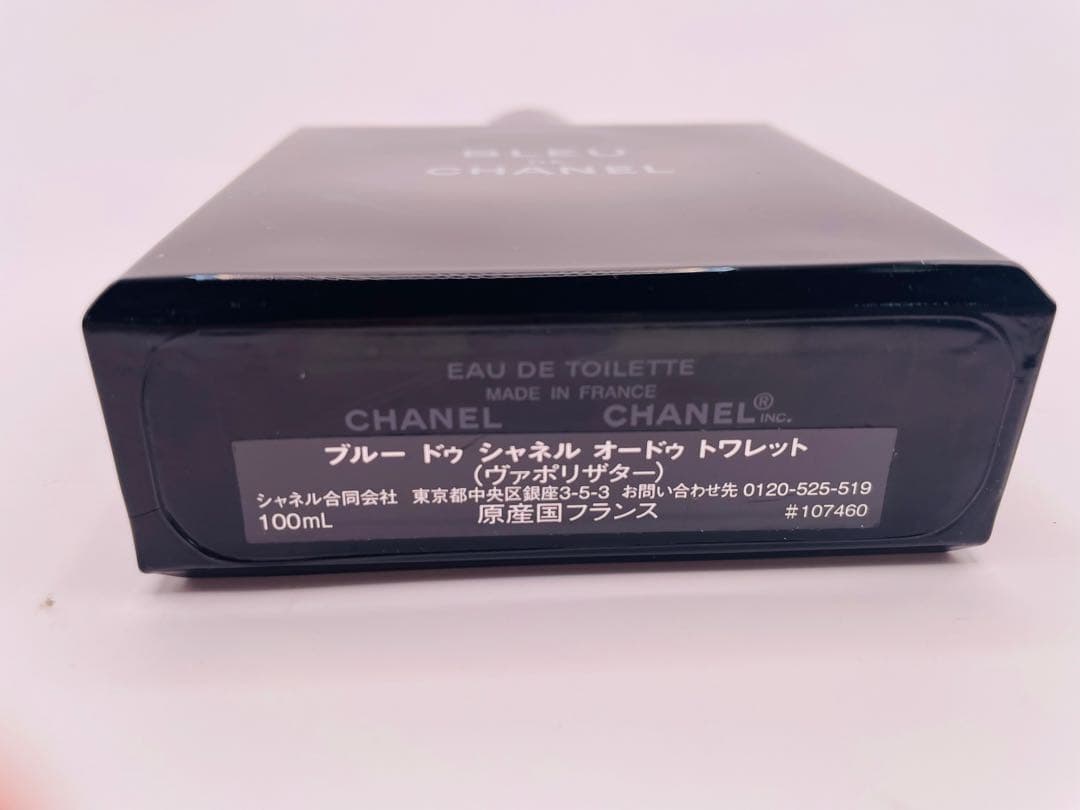 BLEU
DE
CHANEL
EAU DE TOILETTE
MADE IN FRANCE
CHANEL CHANEL® INC.
ブルー ドゥ シャネル オードゥ トワレット
(ヴァポリザター)
シャネル合同会社 東京都中央区銀座3-5-3 お問い合わせ先 0120-525-519
100mL 原産国フランス #107460